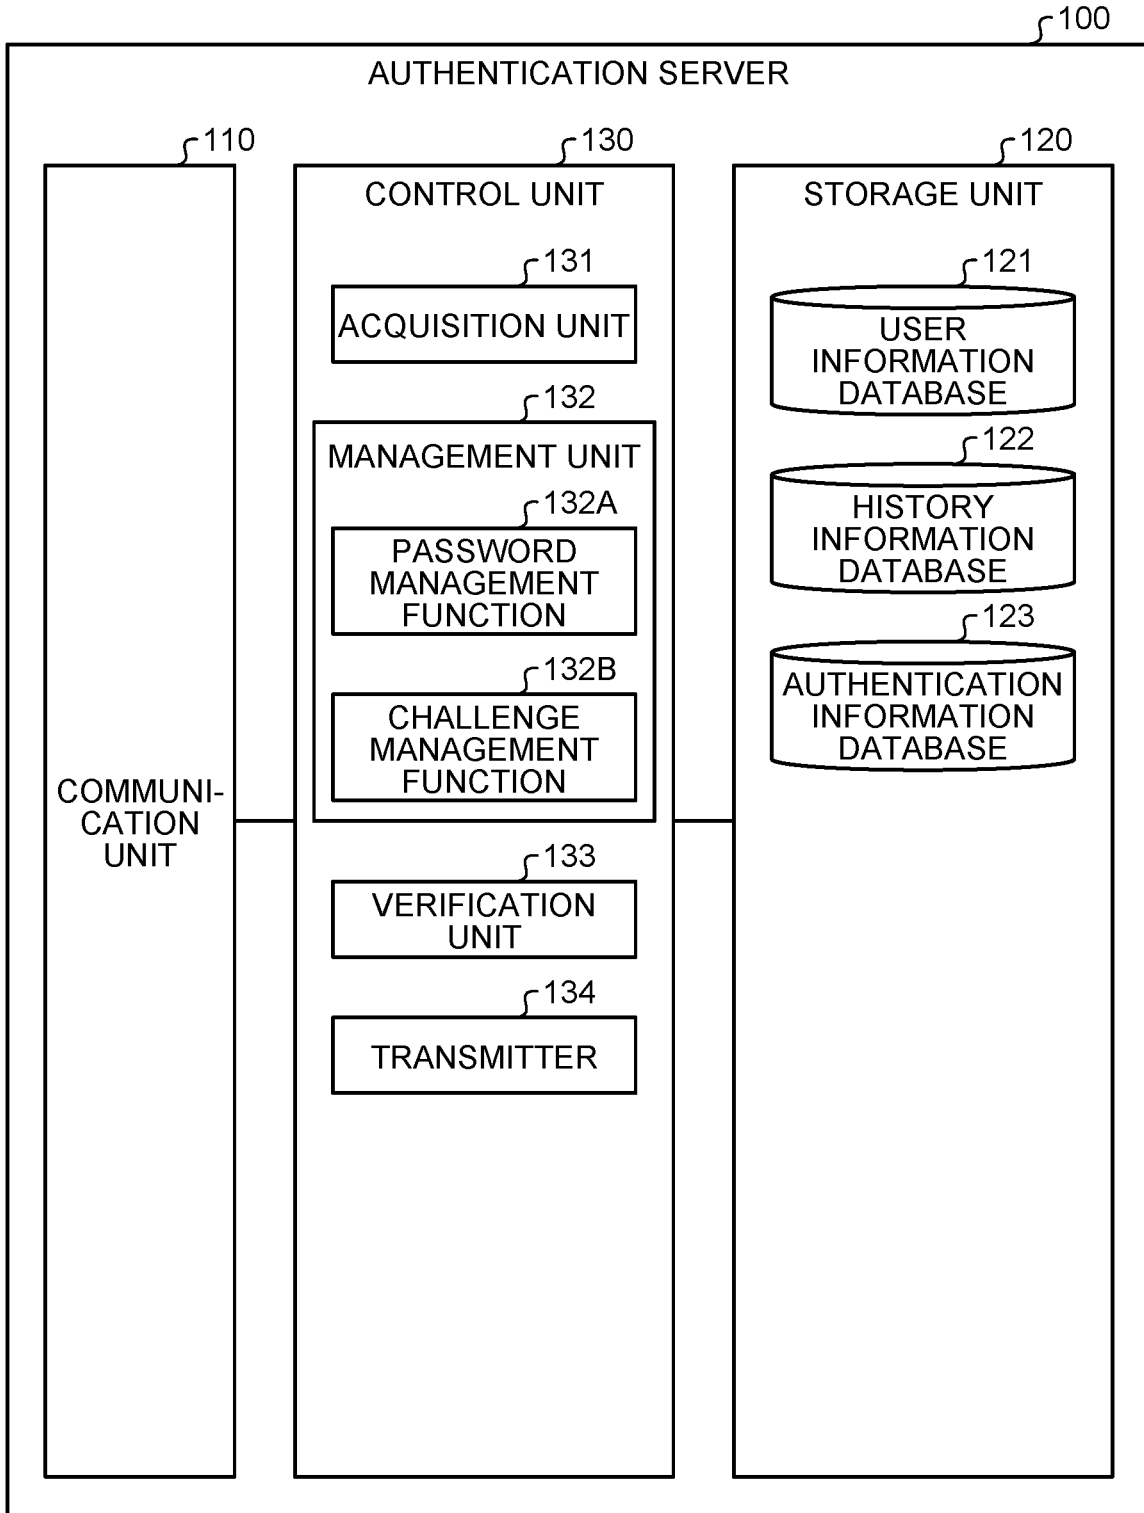 100
AUTHENTICATION SERVER
110
COMMUNI-
CATION
UNIT
130
CONTROL UNIT
131
ACQUISITION UNIT
132
MANAGEMENT UNIT
132A
PASSWORD
MANAGEMENT
FUNCTION
132B
CHALLENGE
MANAGEMENT
FUNCTION
133
VERIFICATION
UNIT
134
TRANSMITTER
120
STORAGE UNIT
121
USER
INFORMATION
DATABASE
122
HISTORY
INFORMATION
DATABASE
123
AUTHENTICATION
INFORMATION
DATABASE